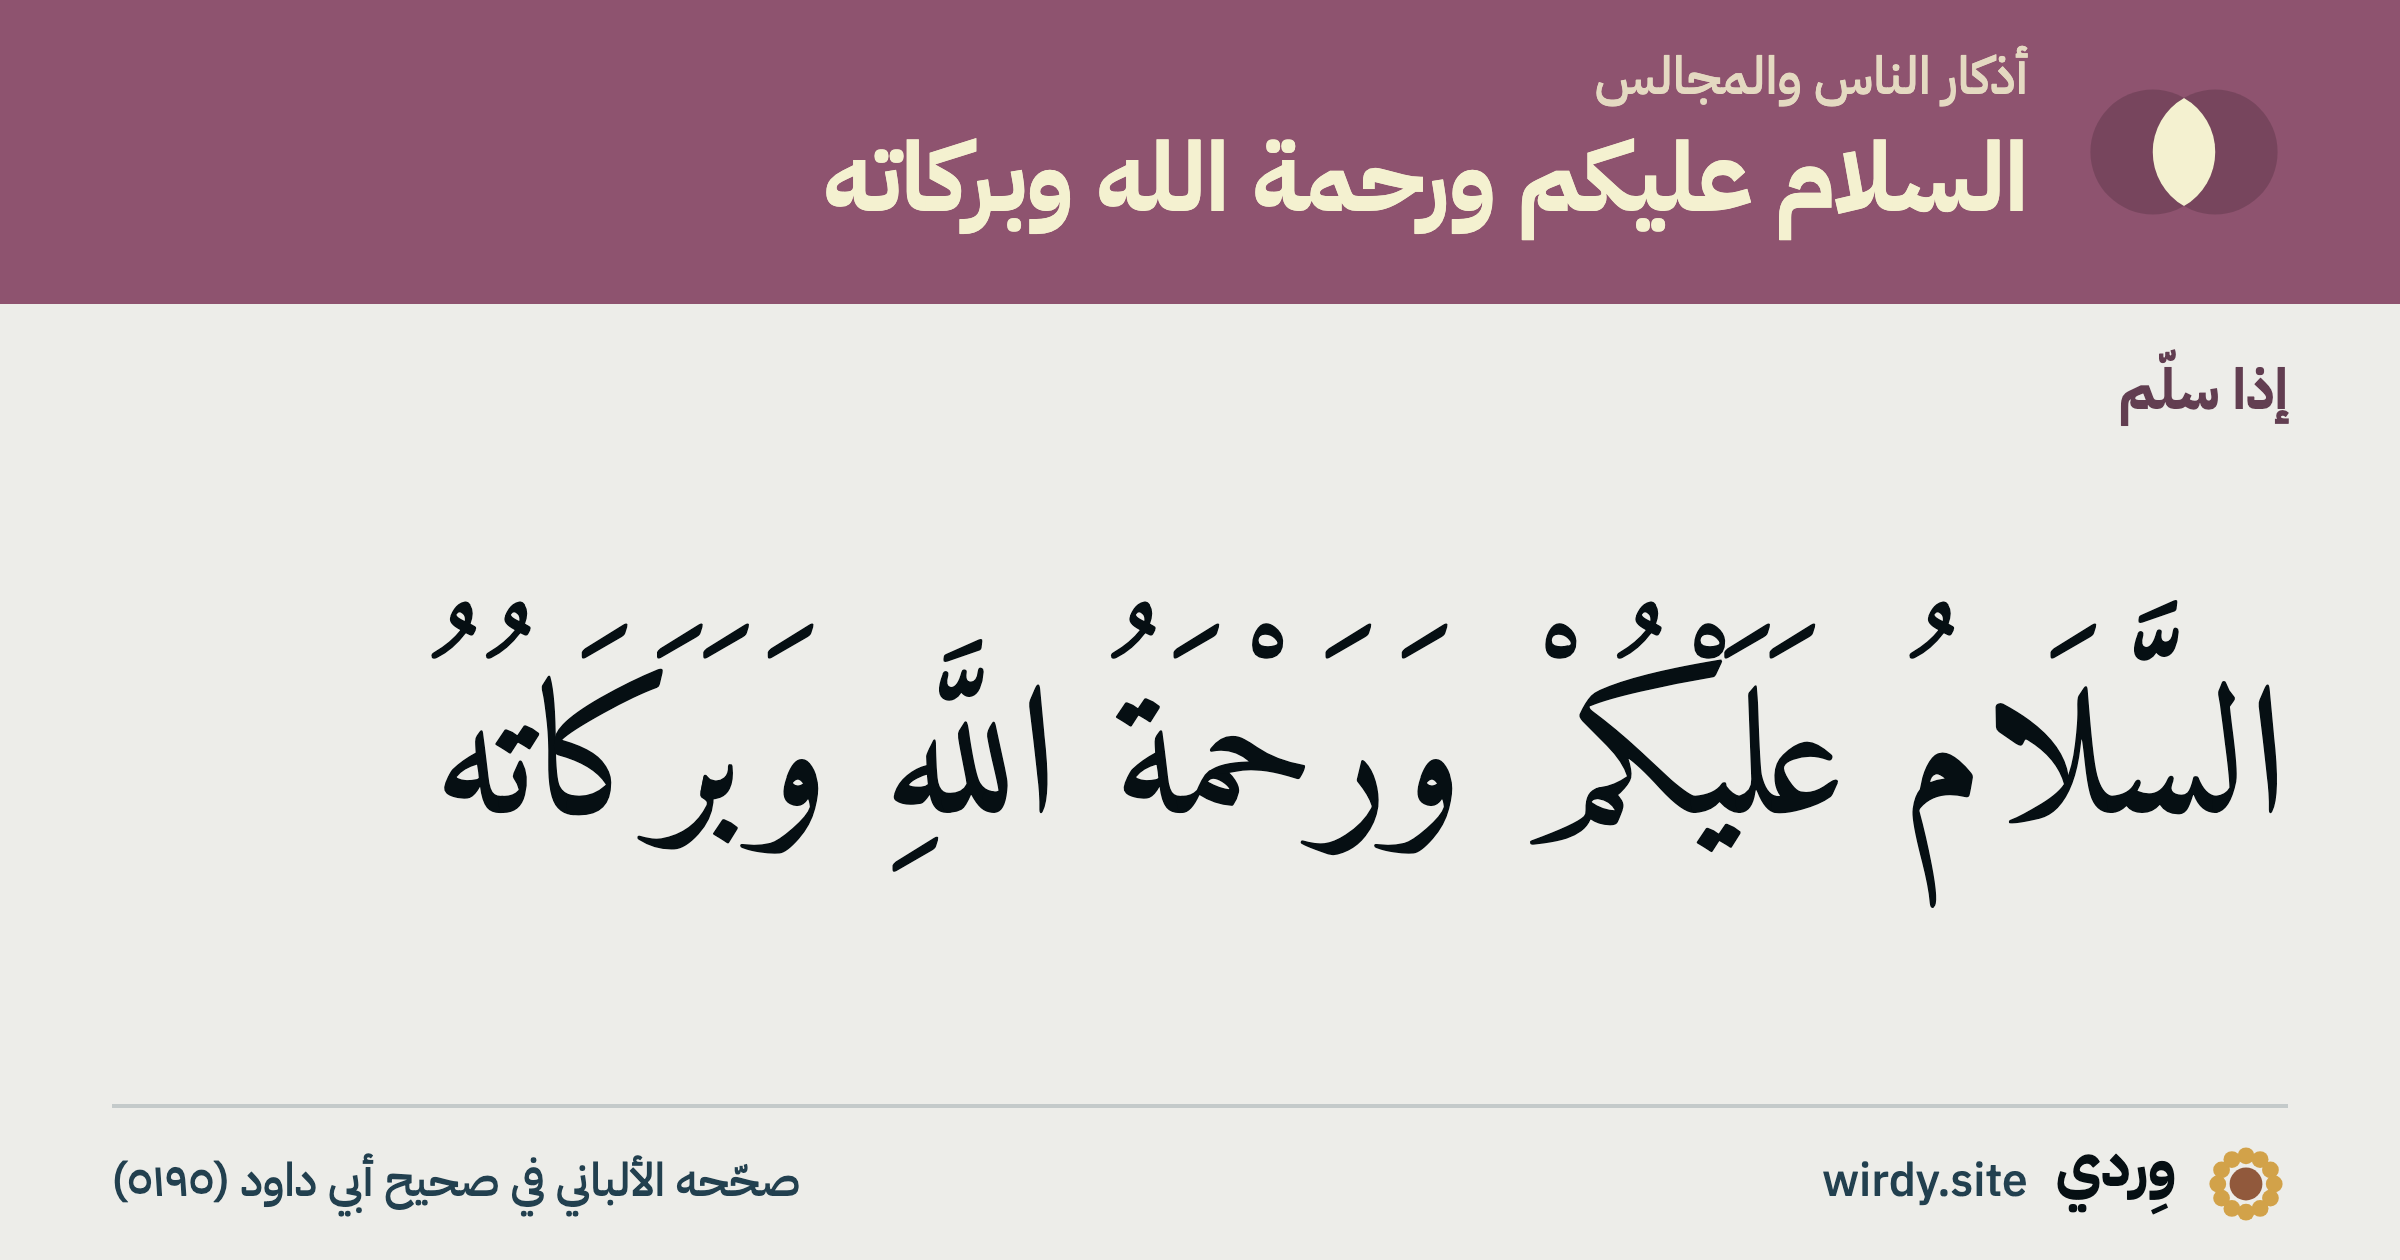 أذكار الناس والمجالس
السلام عليكم ورحمة الله وبركاته
إذا سلّم
السَّلَامُ عَلَيْكُمْ وَرَحْمَةُ اللَّهِ وَبَرَكَاتُهُ
وِردي wirdy.site
صحّحه الألباني في صحيح أبي داود (٥١٩٥)